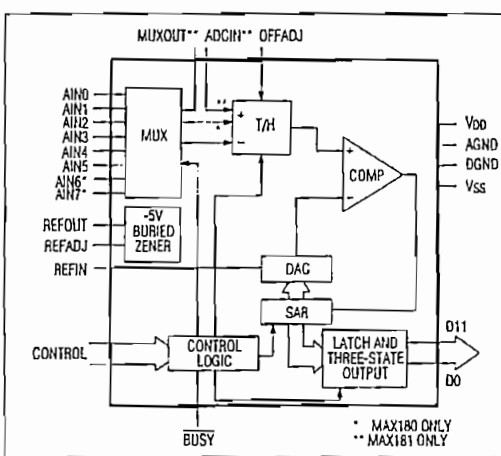 MUXOUT** ADCIN** OFFADJ
AIN0
AIN1
AIN2
AIN3
AIN4
AIN5
AIN6*
AIN7*
MUX
**
+
*
−
T/H
+
−
COMP
VDD
AGND
DGND
VSS
REFOUT
REFADJ
-5V
BURIED
ZENER
REFIN
DAC
SAR
CONTROL
CONTROL
LOGIC
LATCH AND
THREE-STATE
OUTPUT
D11
D0
BUSY
* MAX180 ONLY
** MAX181 ONLY